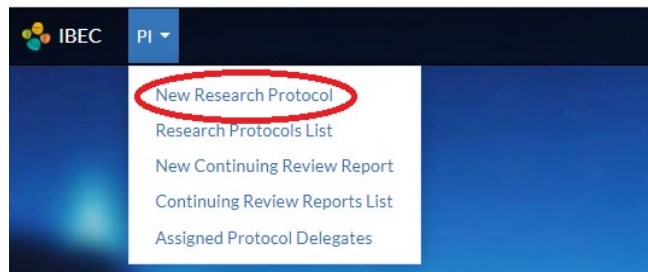 IBEC PI
New Research Protocol
Research Protocols List
New Continuing Review Report
Continuing Review Reports List
Assigned Protocol Delegates